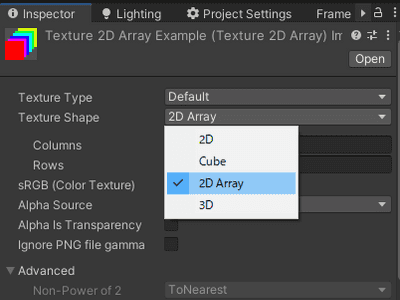 Inspector
Lighting
Project Settings
Frame
Texture 2D Array Example (Texture 2D Array) Im
Open
Texture Type
Default
Texture Shape
2D Array
2D
Columns
Cube
Rows
2D Array
sRGB (Color Texture)
3D
Alpha Source
Alpha Is Transparency
Ignore PNG file gamma
Advanced
Non-Power of 2
ToNearest